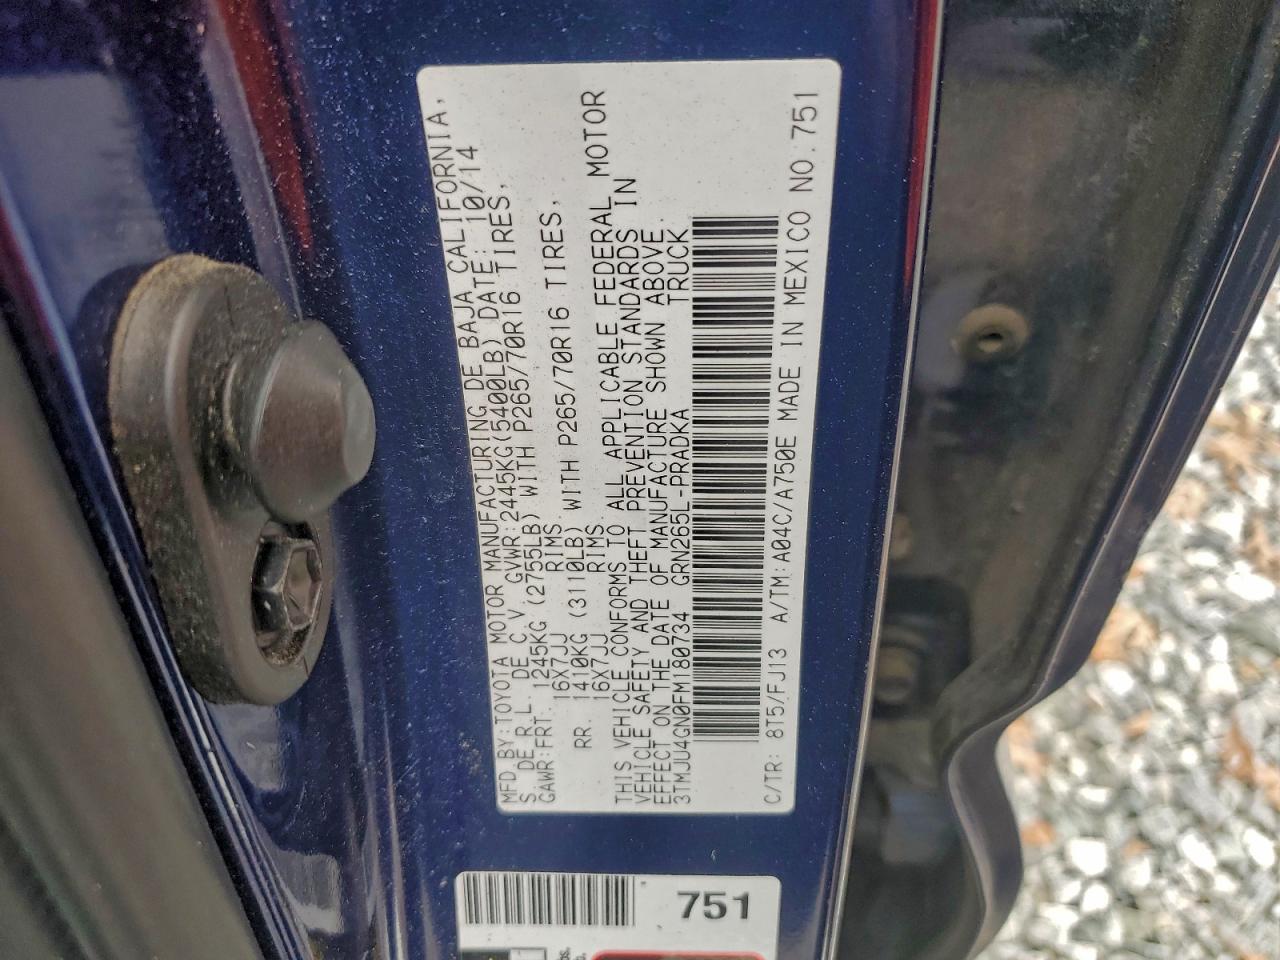 MFD BY:TOYOTA MOTOR MANUFACTURING DE BAJA CALIFORNIA,
S DE R.L. DE C.V GVWR:2445KG(5400LB)DATE: 10/14
GAWR:FRT. 1245KG (2755LB) WITH P265/70R16 TIRES,
16X7JJ RIMS
RR 1410KG (3110LB) WITH P265/70R16 TIRES,
16X7JJ RIMS
THIS VEHICLE CONFORMS TO ALL APPLICABLE FEDERAL MOTOR
VEHICLE SAFETY AND THEFT PREVENTION STANDARDS IN
EFFECT ON THE DATE OF MANUFACTURE SHOWN ABOVE.
3TMJU4GN0FM180734 GRN265L-PRADKA TRUCK
C/TR: 8T5/FJ13 A/TM:A04C/A750E MADE IN MEXICO NO.751
751